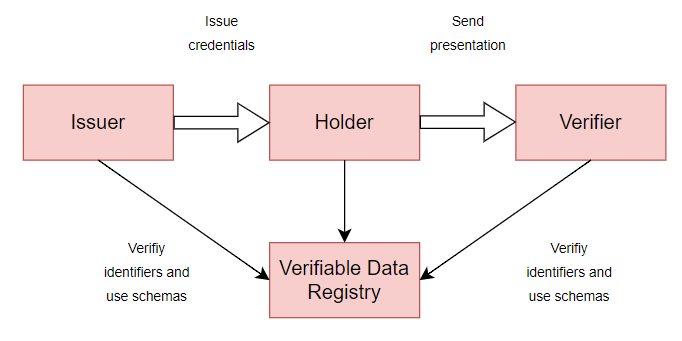 Issue
credentials
Send
presentation
Issuer
Holder
Verifier
Verifiy
identifiers and
use schemas
Verifiable Data
Registry
Verifiy
identifiers and
use schemas